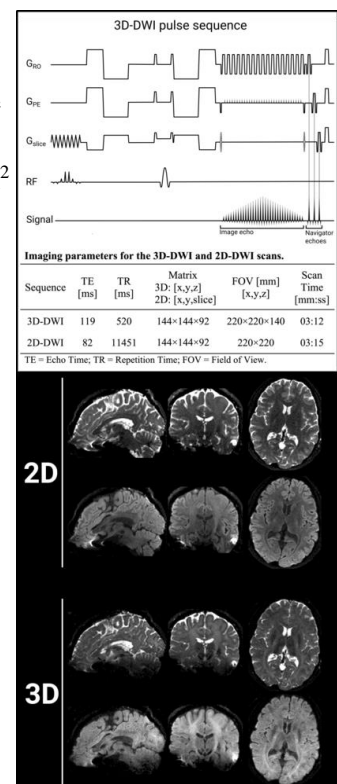 3D-DWI pulse sequence
G_RO
G_PE
G_slice
2
RF
Signal
Image echo
Navigator
echoes
Imaging parameters for the 3D-DWI and 2D-DWI scans.
Sequence TE [ms] TR [ms] Matrix 3D: [x,y,z] 2D: [x,y,slice] FOV [mm] [x,y,z] Scan Time [mm:ss]
3D-DWI 119 520 144×144×92 220×220×140 03:12
2D-DWI 82 11451 144×144×92 220×220 03:15
TE = Echo Time; TR = Repetition Time; FOV = Field of View.
2D
3D